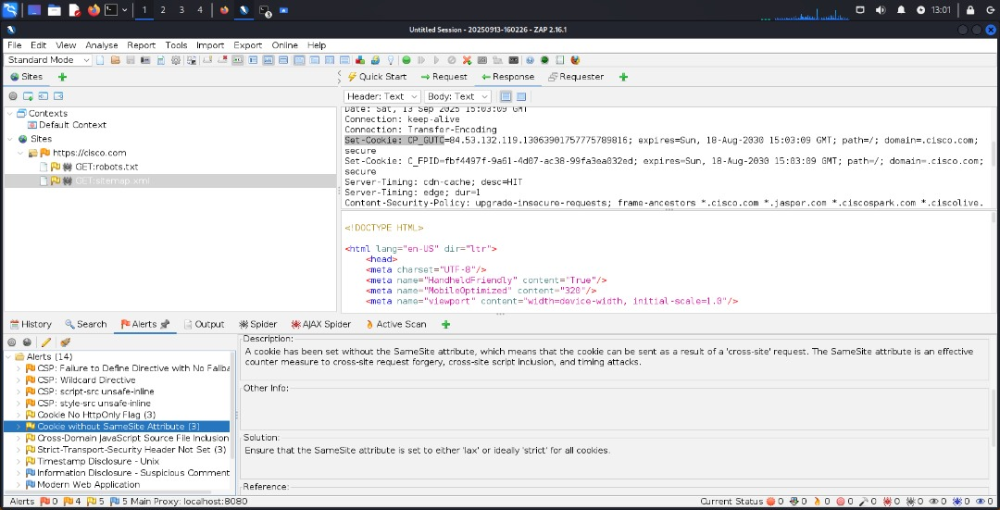 1 2 3 4 5 13:01
Untitled Session - 20250913-160226 - ZAP 2.16.1
File Edit View Analyse Report Tools Import Export Online Help
Standard Mode
Sites
Quick Start Request Response Requester
Header: Text Body: Text
Contexts
Default Context
Sites
https://cisco.com
GET:robots.txt
GET:sitemap.xml
Date: Sat, 13 Sep 2025 15:03:09 GMT
Connection: keep-alive
Connection: Transfer-Encoding
Set-Cookie: CP_GUTC=84.53.132.119.13063901757775789816; expires=Sun, 18-Aug-2030 15:03:09 GMT; path=/; domain=.cisco.com;
secure
Set-Cookie: C_FPID=fbf4497f-9a61-4d07-ac38-99fa3ea032ed; expires=Sun, 18-Aug-2030 15:03:09 GMT; path=/; domain=.cisco.com;
secure
Server-Timing: cdn-cache; desc=HIT
Server-Timing: edge; dur=1
Content-Security-Policy: upgrade-insecure-requests; frame-ancestors *.cisco.com *.jasper.com *.ciscospark.com *.ciscolive.
<!DOCTYPE HTML>
<html lang="en-US" dir="ltr">
<head>
<meta charset="UTF-8"/>
<meta name="HandheldFriendly" content="True"/>
<meta name="MobileOptimized" content="320"/>
<meta name="viewport" content="width=device-width, initial-scale=1.0"/>
History Search Alerts Output Spider AJAX Spider Active Scan
Alerts (14)
CSP: Failure to Define Directive with No Fallba
CSP: Wildcard Directive
CSP: script-src unsafe-inline
CSP: style-src unsafe-inline
Cookie No HttpOnly Flag (3)
Cookie without SameSite Attribute (3)
Cross-Domain JavaScript Source File Inclusion
Strict-Transport-Security Header Not Set (3)
Timestamp Disclosure - Unix
Information Disclosure - Suspicious Comment
Modern Web Application
Description:
A cookie has been set without the SameSite attribute, which means that the cookie can be sent as a result of a 'cross-site' request. The SameSite attribute is an effective
counter measure to cross-site request forgery, cross-site script inclusion, and timing attacks.
Other Info:
Solution:
Ensure that the SameSite attribute is set to either 'lax' or ideally 'strict' for all cookies.
Reference:
Alerts 0 4 5 5 Main Proxy: localhost:8080 Current Status 0 0 0 0 0 0 0 0 0 0